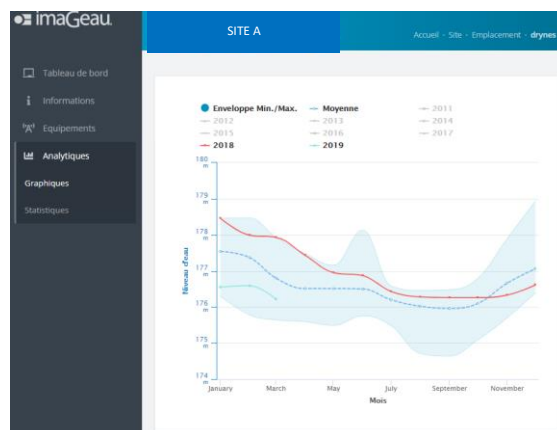 imaGeau.
SITE A
Accueil - Site - Emplacement - drynes
Tableau de bord
Informations
Equipements
Analytiques
Graphiques
Statistiques
Enveloppe Min./Max.
Moyenne
2011
2012
2013
2014
2015
2016
2017
2018
2019
180
m
179
m
178
m
177
m
176
m
175
m
174
m
Niveau d'eau
January
March
May
July
September
November
Mois